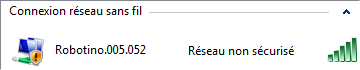 Connexion réseau sans fil
Robotino.005.052 Réseau non sécurisé